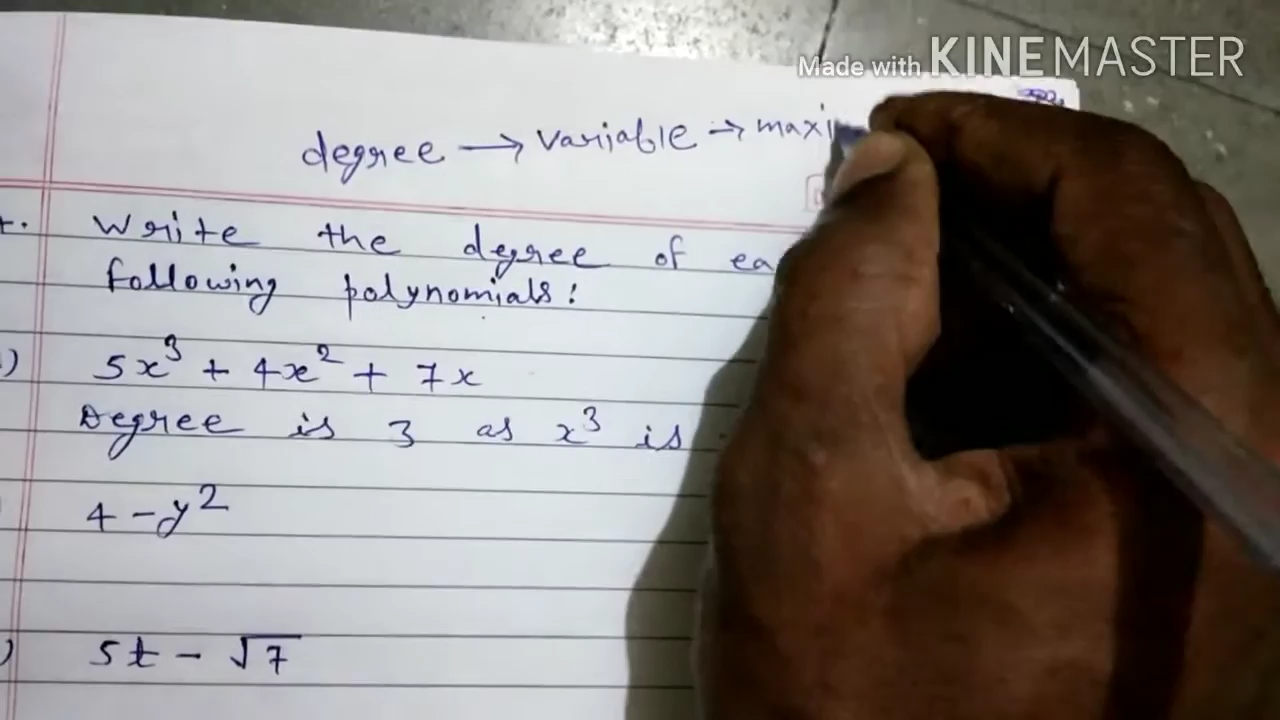 Made with KINEMASTER
degree → variable → maxi
Write the degree of ea
following polynomials:
) 5x³ + 4x² + 7x
Degree is 3 as x³ is
4 - y²
) 5t - √7